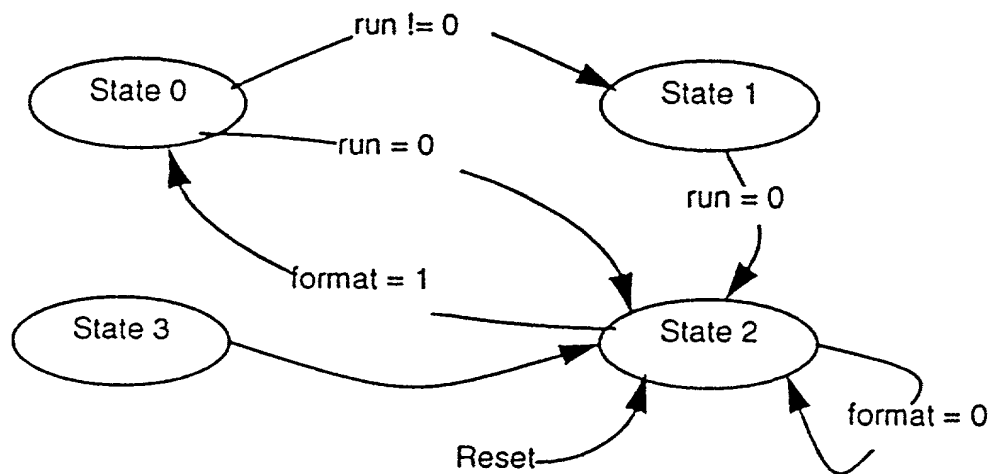 run != 0
State 0
State 1
run = 0
run = 0
format = 1
State 3
State 2
format = 0
Reset